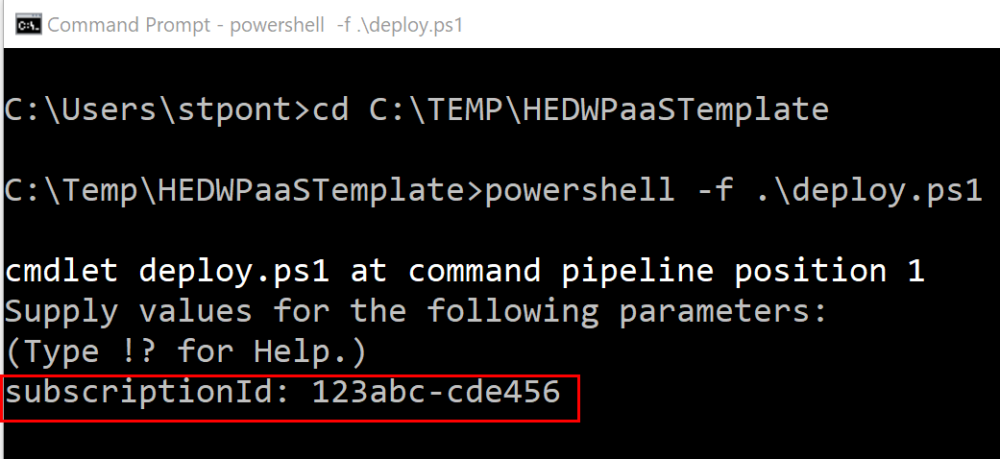 Command Prompt - powershell  -f .\deploy.ps1
C:\Users\stpont>cd C:\TEMP\HEDWPaaSTemplate
C:\Temp\HEDWPaaSTemplate>powershell -f .\deploy.ps1
cmdlet deploy.ps1 at command pipeline position 1
Supply values for the following parameters:
(Type !? for Help.)
subscriptionId: 123abc-cde456